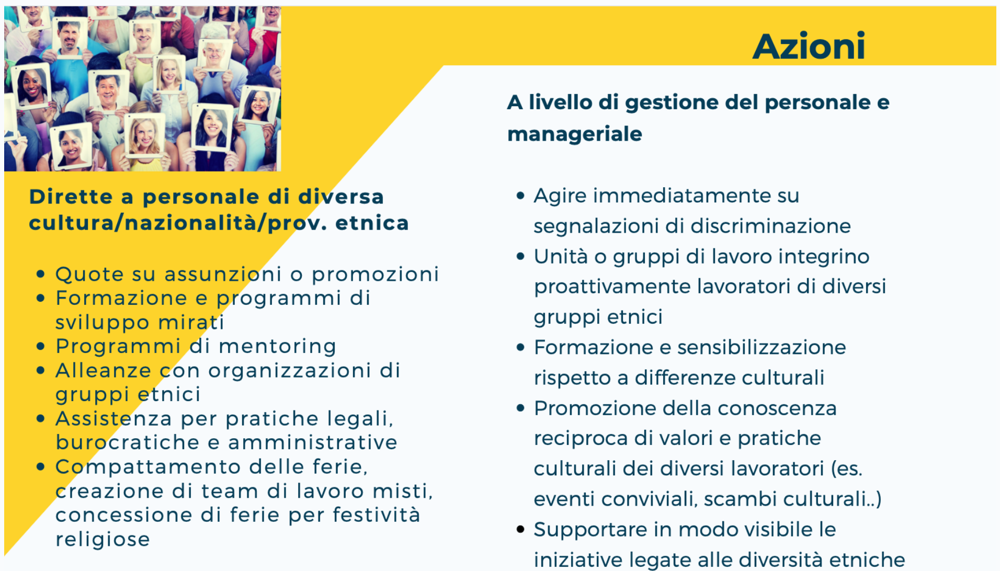 Azioni
Dirette a personale di diversa
cultura/nazionalità/prov. etnica
• Quote su assunzioni o promozioni
• Formazione e programmi di
sviluppo mirati
• Programmi di mentoring
• Alleanze con organizzazioni di
gruppi etnici
• Assistenza per pratiche legali,
burocratiche e amministrative
• Compattamento delle ferie,
creazione di team di lavoro misti,
concessione di ferie per festività
religiose
A livello di gestione del personale e
manageriale
• Agire immediatamente su
segnalazioni di discriminazione
• Unità o gruppi di lavoro integrino
proattivamente lavoratori di diversi
gruppi etnici
• Formazione e sensibilizzazione
rispetto a differenze culturali
• Promozione della conoscenza
reciproca di valori e pratiche
culturali dei diversi lavoratori (es.
eventi conviviali, scambi culturali..)
• Supportare in modo visibile le
iniziative legate alle diversità etniche